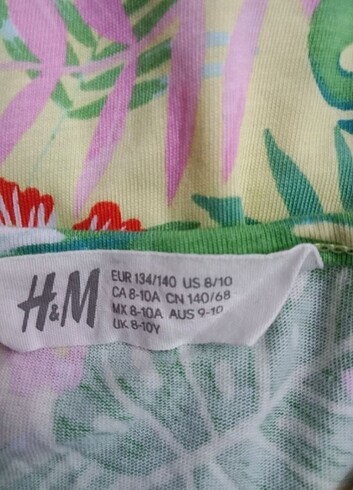 H&M
EUR 134/140 US 8/10
CA 8-10A CN 140/68
MX 8-10A AUS 9-10
UK 8-10Y